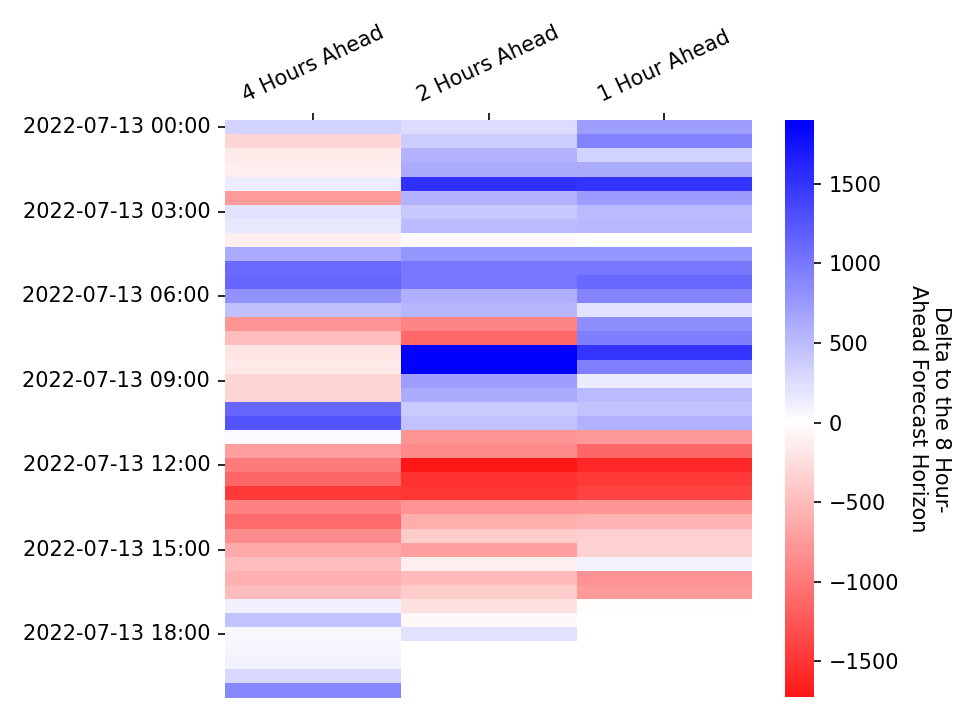 4 Hours Ahead
2 Hours Ahead
1 Hour Ahead
2022-07-13 00:00
2022-07-13 03:00
2022-07-13 06:00
2022-07-13 09:00
2022-07-13 12:00
2022-07-13 15:00
2022-07-13 18:00
1500
1000
500
0
−500
−1000
−1500
Delta to the 8 Hour-
Ahead Forecast Horizon